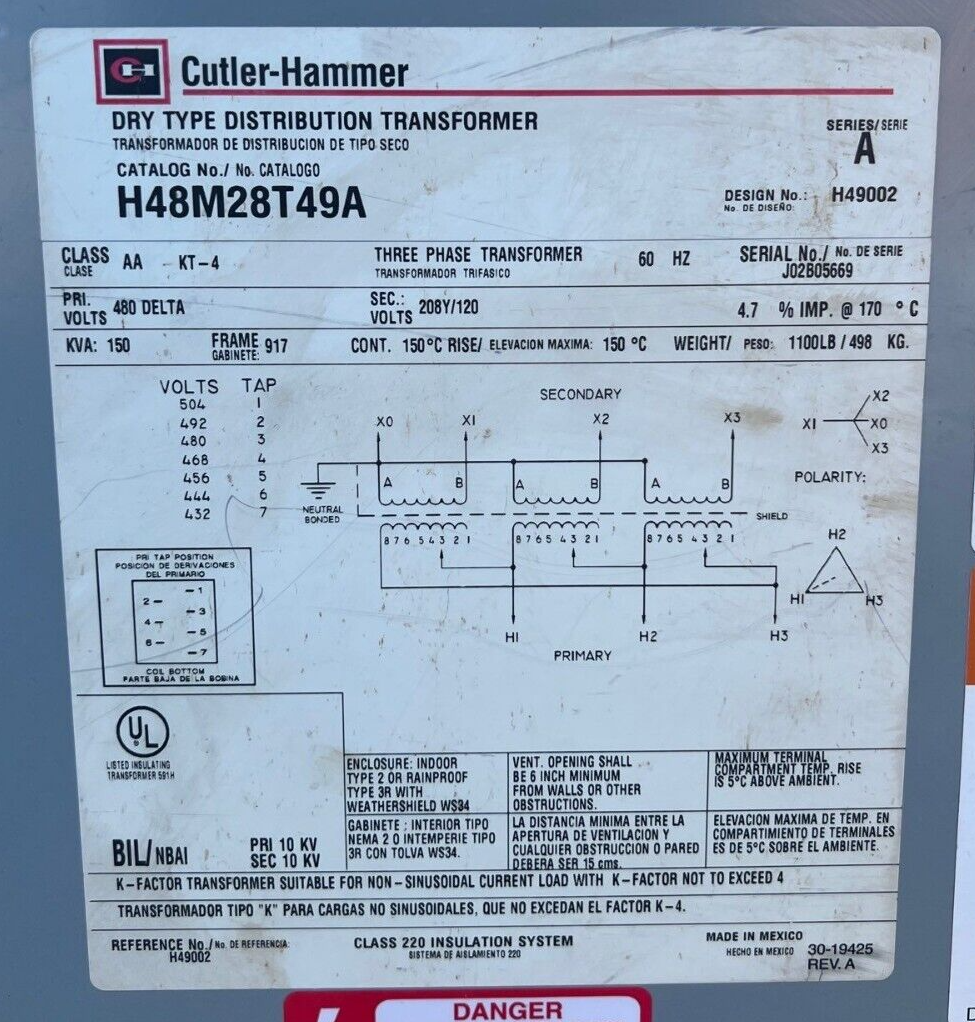 CH Cutler-Hammer
DRY TYPE DISTRIBUTION TRANSFORMER
TRANSFORMADOR DE DISTRIBUCION DE TIPO SECO
SERIES/SERIE
A
CATALOG No./ No. CATALOGO
H48M28T49A
DESIGN No.: H49002
No. DE DISEÑO:
CLASS AA KT-4
CLASE
THREE PHASE TRANSFORMER 60 HZ
TRANSFORMADOR TRIFASICO
SERIAL No./ No. DE SERIE
J02B05669
PRI. VOLTS 480 DELTA
SEC.: VOLTS 208Y/120
4.7 % IMP. @ 170 °C
KVA: 150
FRAME 917
GABINETE:
CONT. 150°C RISE/ ELEVACION MAXIMA: 150 °C
WEIGHT/ PESO: 1100LB / 498 KG.
VOLTS TAP
504 1
492 2
480 3
468 4
456 5
444 6
432 7
SECONDARY
X0 X1 X2 X3
A B A B A B
NEUTRAL
BONDED
SHIELD
8 7 6 5 4 3 2 1 8 7 6 5 4 3 2 1 8 7 6 5 4 3 2 1
H1 H2 H3
PRIMARY
X2
X1 X0
X3
POLARITY:
H2
H1 H3
PRI TAP POSITION
POSICION DE DERIVACIONES
DEL PRIMARIO
-1
2-
-3
4-
-5
6-
-7
COIL BOTTOM
PARTE BAJA DE LA BOBINA
UL
®
LISTED INSULATING
TRANSFORMER 591H
BIL/NBAI
PRI 10 KV
SEC 10 KV
ENCLOSURE: INDOOR
TYPE 2 OR RAINPROOF
TYPE 3R WITH
WEATHERSHIELD WS34
VENT. OPENING SHALL
BE 6 INCH MINIMUM
FROM WALLS OR OTHER
OBSTRUCTIONS.
MAXIMUM TERMINAL
COMPARTMENT TEMP. RISE
IS 5°C ABOVE AMBIENT.
GABINETE : INTERIOR TIPO
NEMA 2 O INTEMPERIE TIPO
3R CON TOLVA WS34.
LA DISTANCIA MINIMA ENTRE LA
APERTURA DE VENTILACION Y
CUALQUIER OBSTRUCCION O PARED
DEBERA SER 15 cms.
ELEVACION MAXIMA DE TEMP. EN
COMPARTIMIENTO DE TERMINALES
ES DE 5°C SOBRE EL AMBIENTE.
K-FACTOR TRANSFORMER SUITABLE FOR NON-SINUSOIDAL CURRENT LOAD WITH K-FACTOR NOT TO EXCEED 4
TRANSFORMADOR TIPO "K" PARA CARGAS NO SINUSOIDALES, QUE NO EXCEDAN EL FACTOR K-4.
REFERENCE No./ No. DE REFERENCIA:
H49002
CLASS 220 INSULATION SYSTEM
SISTEMA DE AISLAMIENTO 220
MADE IN MEXICO
HECHO EN MEXICO
30-19425
REV. A
DANGER